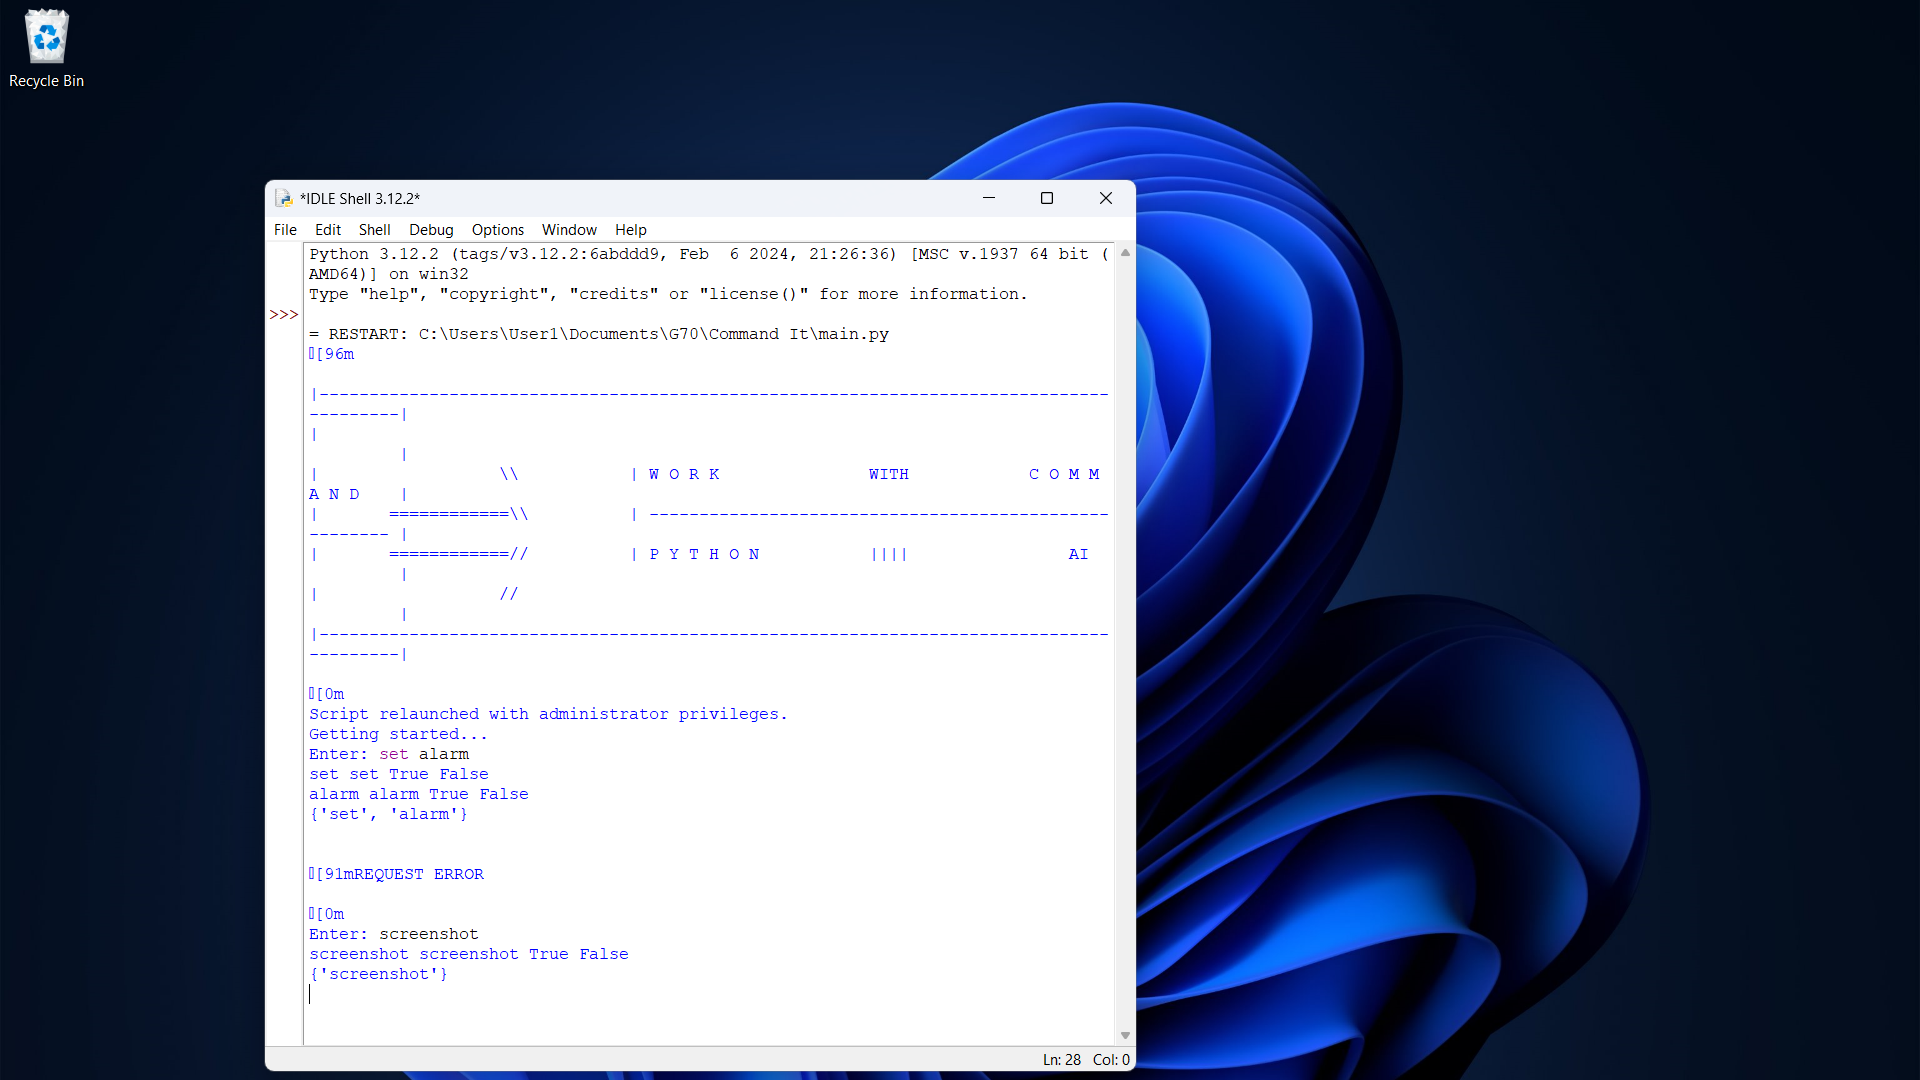 Recycle Bin
*IDLE Shell 3.12.2*
File Edit Shell Debug Options Window Help
Python 3.12.2 (tags/v3.12.2:6abddd9, Feb  6 2024, 21:26:36) [MSC v.1937 64 bit (
AMD64)] on win32
Type "help", "copyright", "credits" or "license()" for more information.
>>>
= RESTART: C:\Users\User1\Documents\G70\Command It\main.py
[96m
|-------------------------------------------------------------------------------
---------|
|
         |
|                  \\           | W O R K               WITH            C O M M
A N D    |
|       ============\\          | ----------------------------------------------
-------- |
|       ============//          | P Y T H O N           ||||                AI
         |
|                  //
         |
|-------------------------------------------------------------------------------
---------|
[0m
Script relaunched with administrator privileges.
Getting started...
Enter: set alarm
set set True False
alarm alarm True False
{'set', 'alarm'}
[91mREQUEST ERROR
[0m
Enter: screenshot
screenshot screenshot True False
{'screenshot'}
Ln: 28 Col: 0